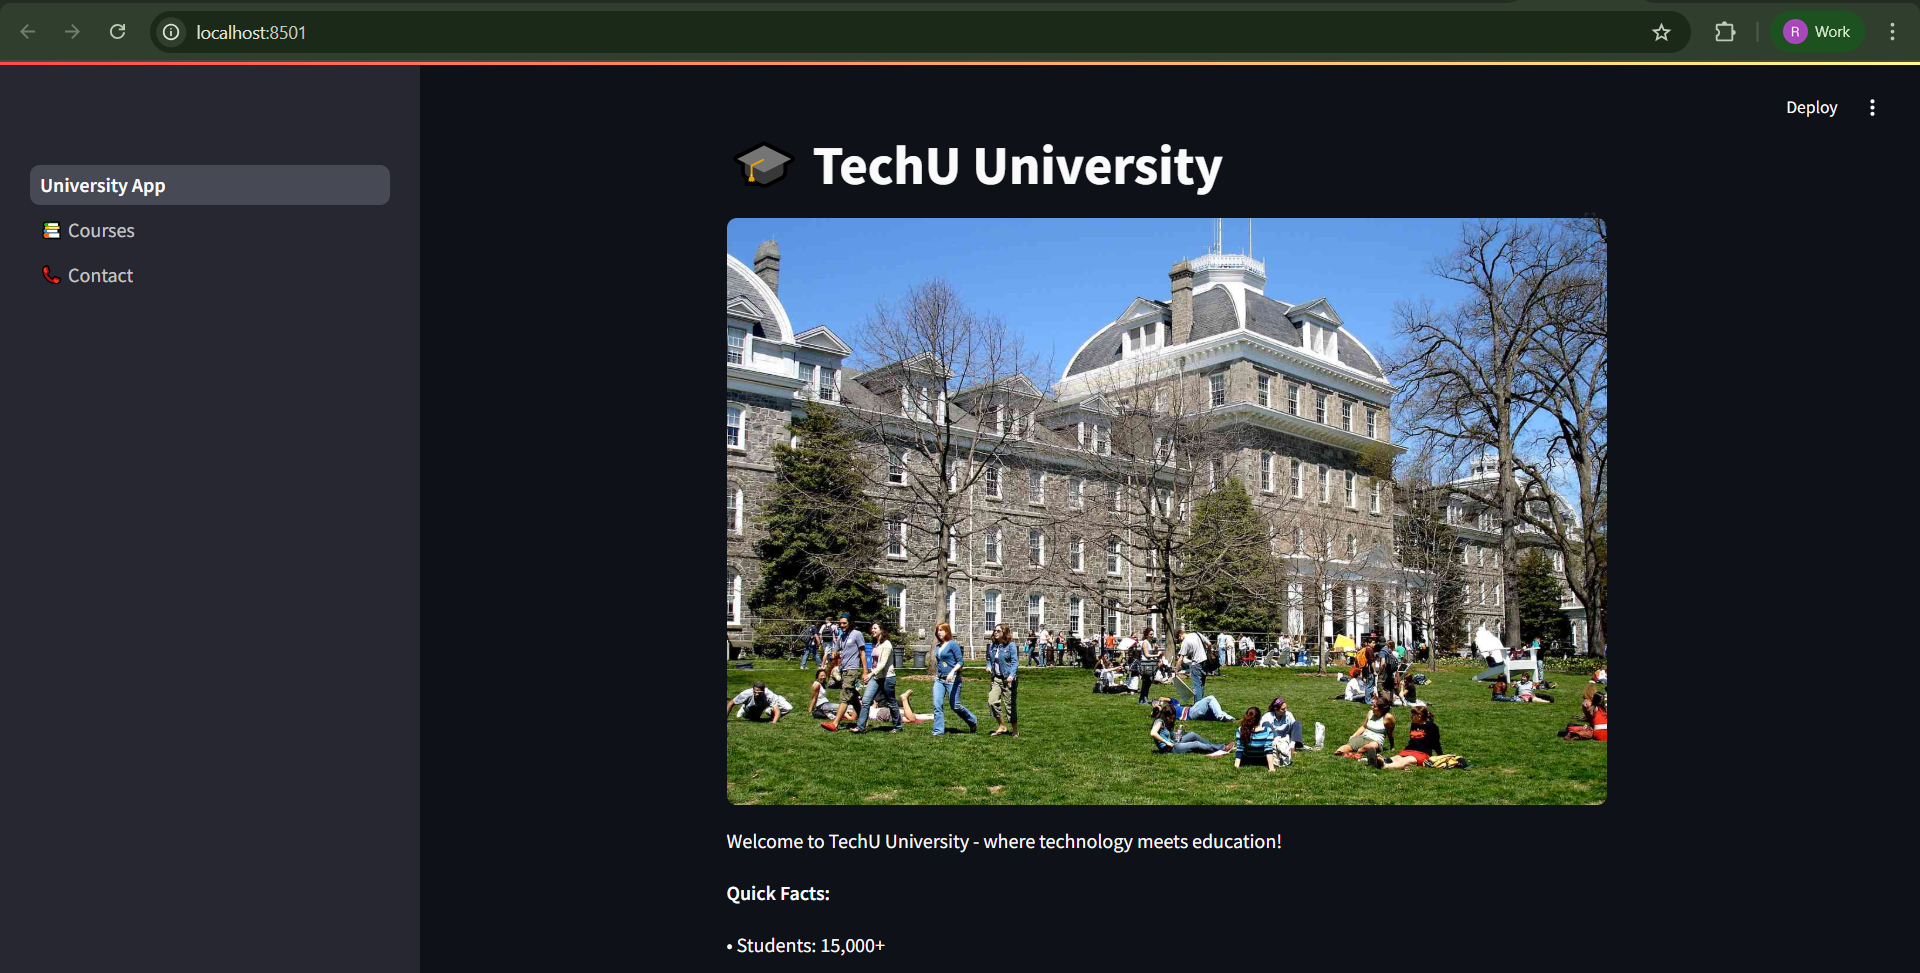 localhost:8501
R Work
Deploy
University App
Courses
Contact
TechU University
Welcome to TechU University - where technology meets education!
Quick Facts:
• Students: 15,000+